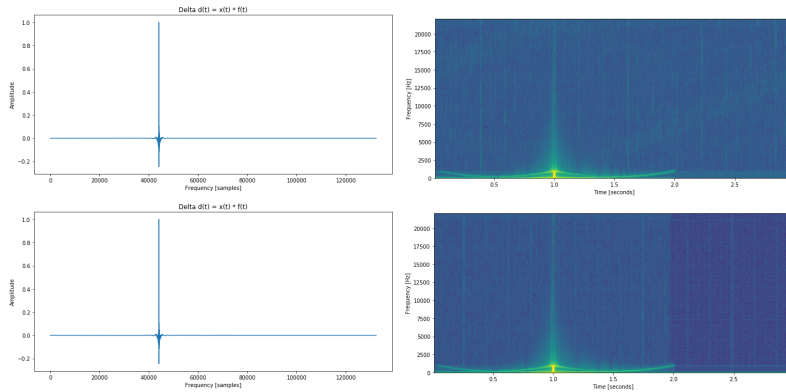 Delta d(t) = x(t) * f(t)
1.0
0.8
0.6
0.4
0.2
0.0
−0.2
Amplitude
0 20000 40000 60000 80000 100000 120000
Frequency [samples]
20000
17500
15000
12500
10000
7500
5000
2500
0
Frequency [Hz]
0.5 1.0 1.5 2.0 2.5
Time [seconds]
Delta d(t) = x(t) * f(t)
1.0
0.8
0.6
0.4
0.2
0.0
−0.2
Amplitude
0 20000 40000 60000 80000 100000 120000
Frequency [samples]
20000
17500
15000
12500
10000
7500
5000
2500
0
Frequency [Hz]
0.5 1.0 1.5 2.0 2.5
Time [seconds]